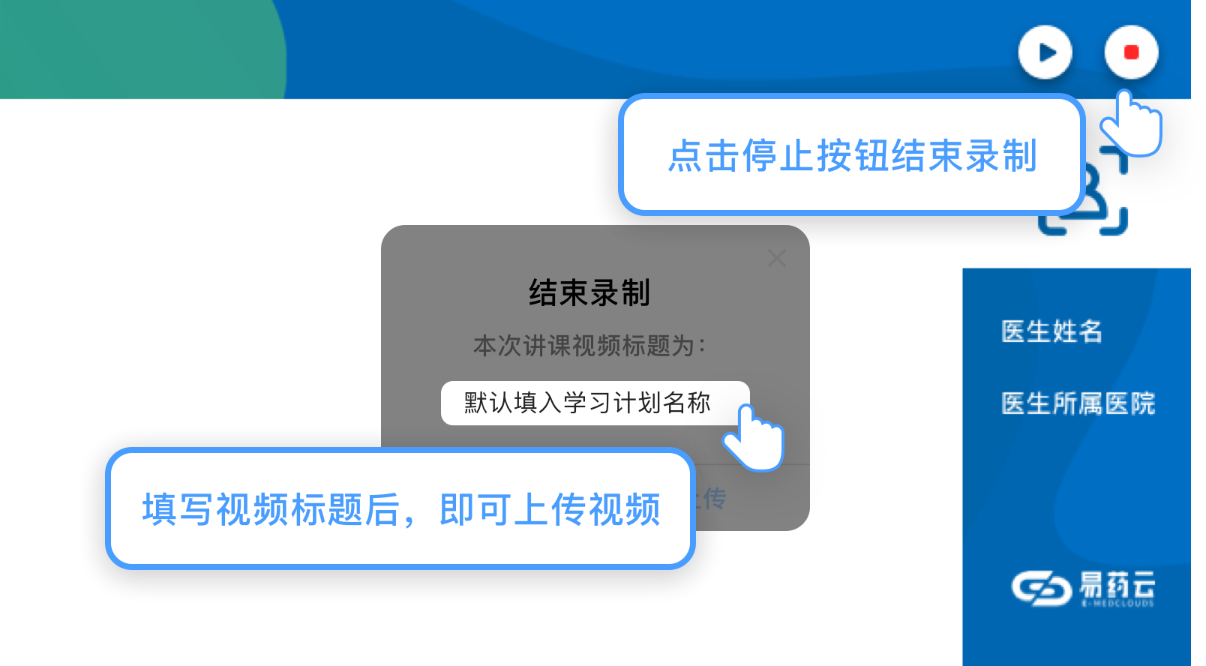 点击停止按钮结束录制
结束录制
本次讲课视频标题为：
默认填入学习计划名称
传
填写视频标题后，即可上传视频
医生姓名
医生所属医院
易药云
E-MEDCLOUDS